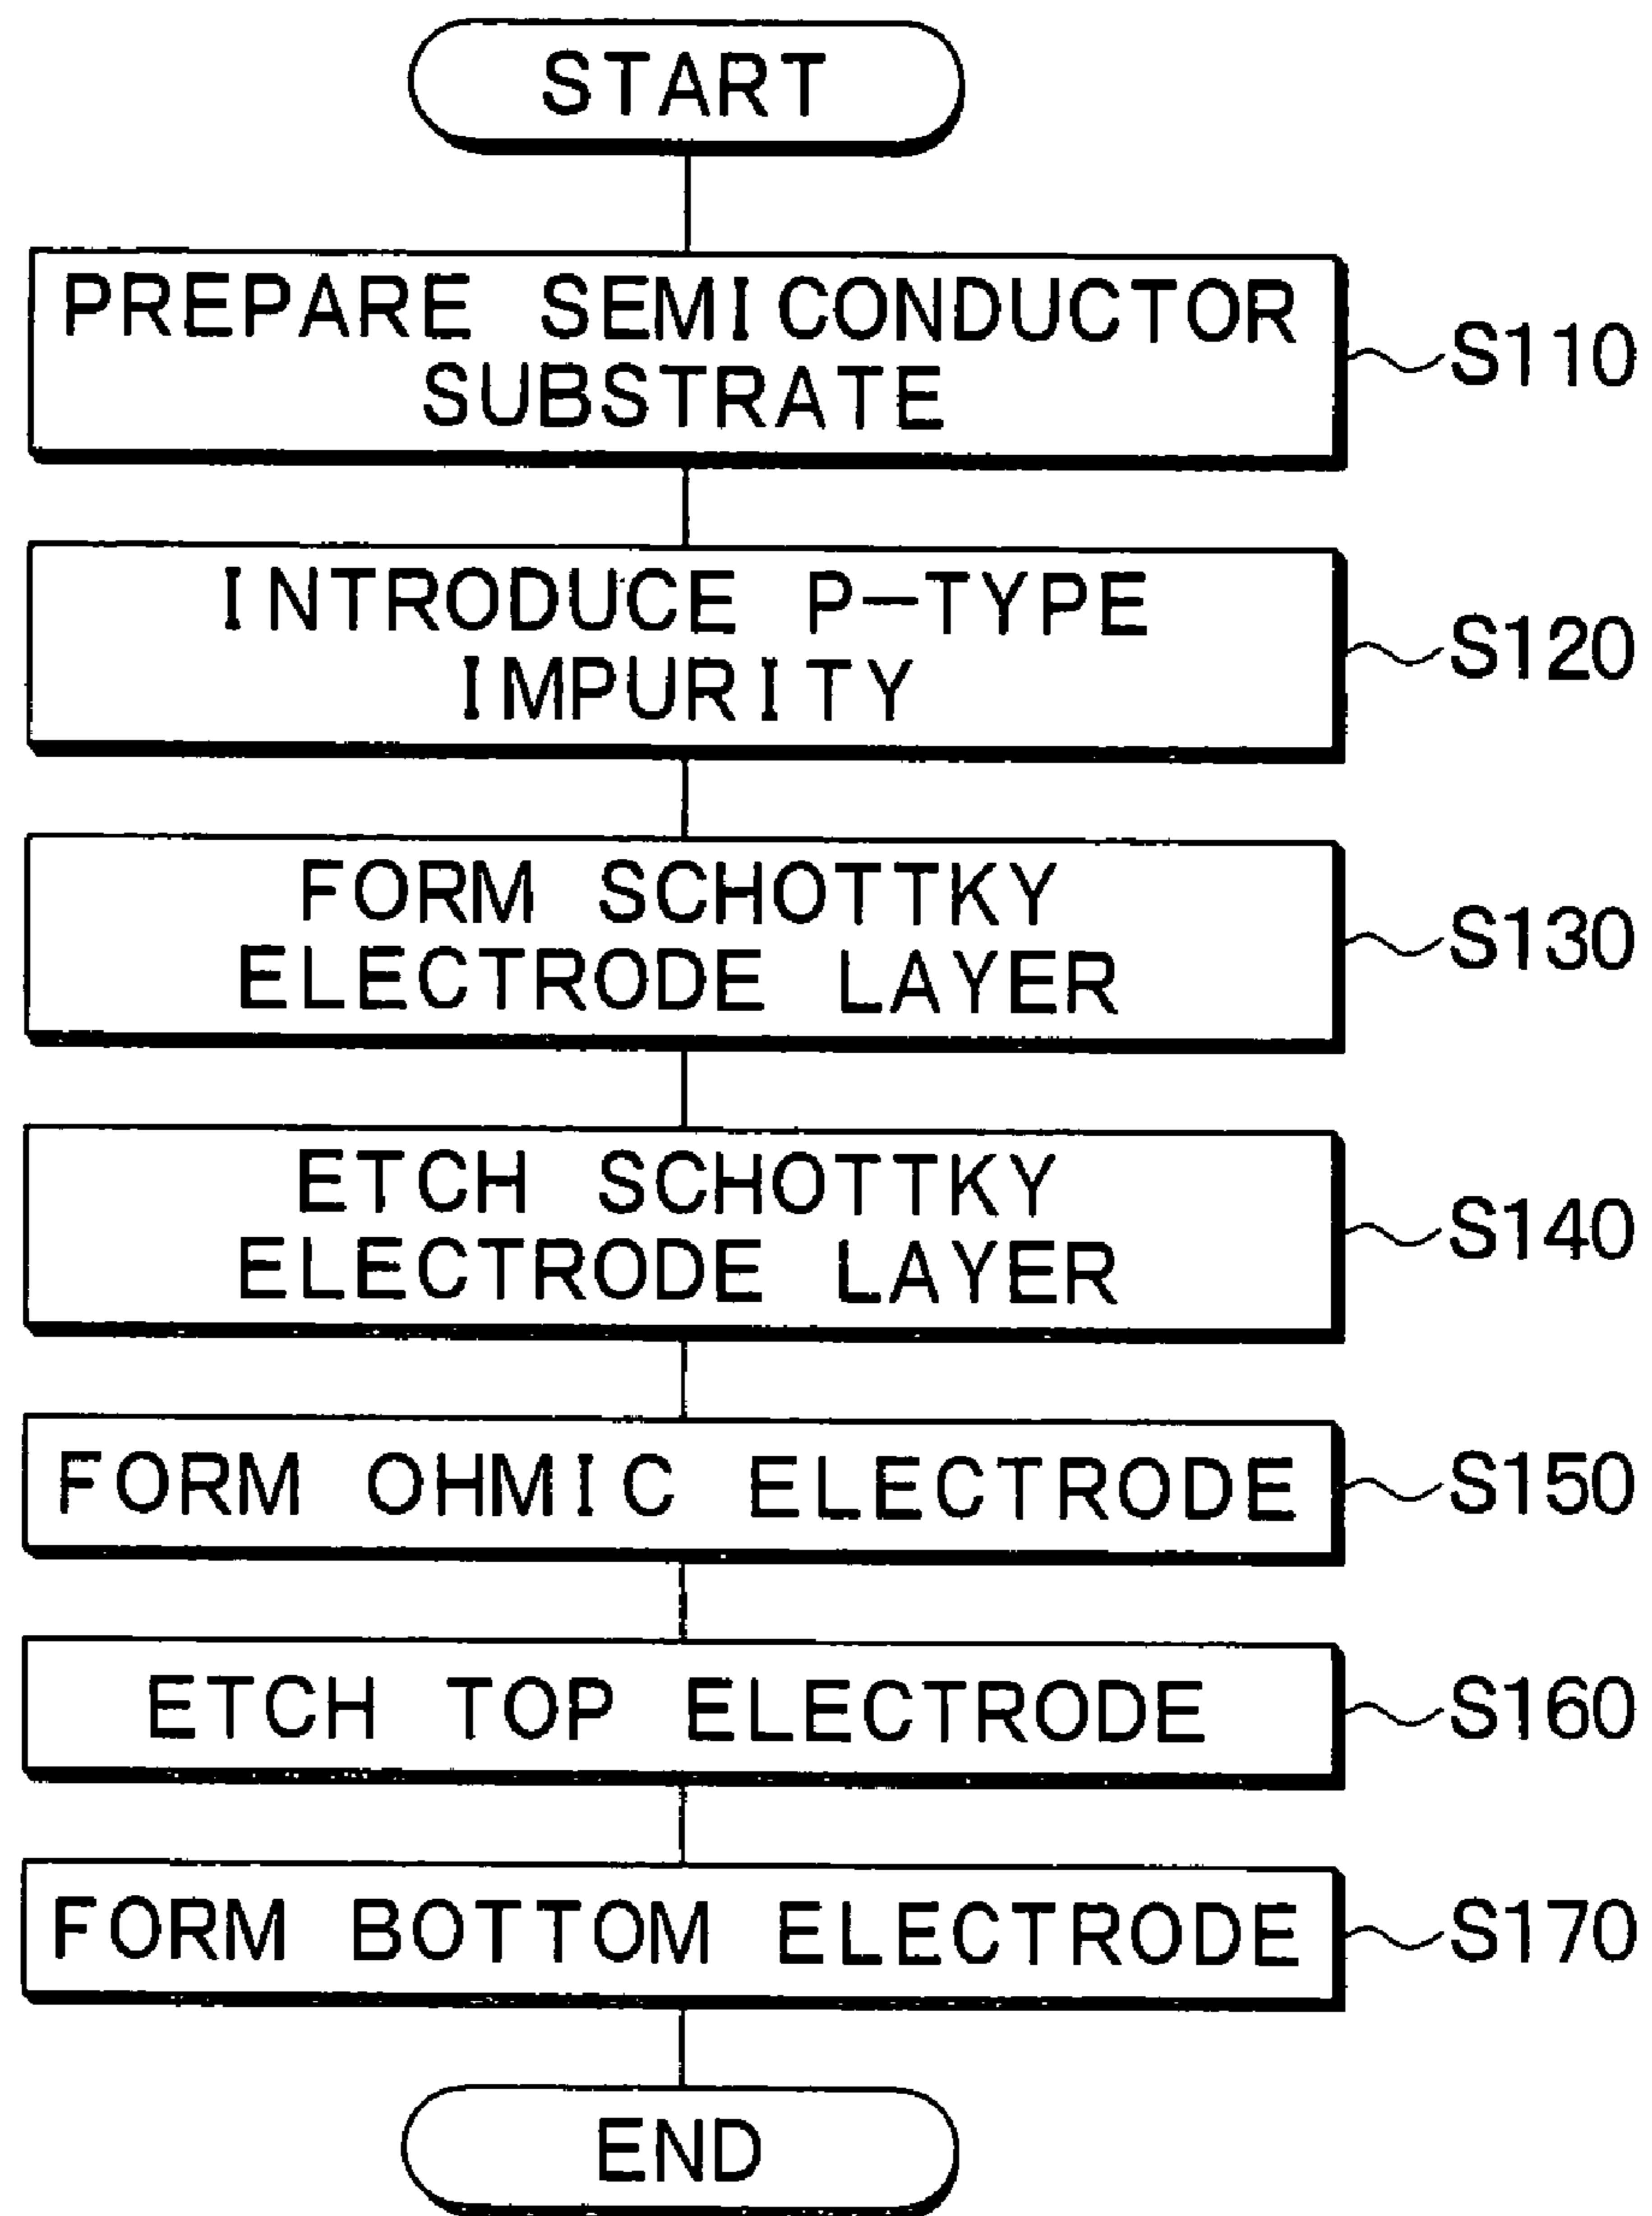 START
PREPARE SEMICONDUCTOR
SUBSTRATE
S110
INTRODUCE P-TYPE
IMPURITY
S120
FORM SCHOTTKY
ELECTRODE LAYER
S130
ETCH SCHOTTKY
ELECTRODE LAYER
S140
FORM OHMIC ELECTRODE
S150
ETCH TOP ELECTRODE
S160
FORM BOTTOM ELECTRODE
S170
END